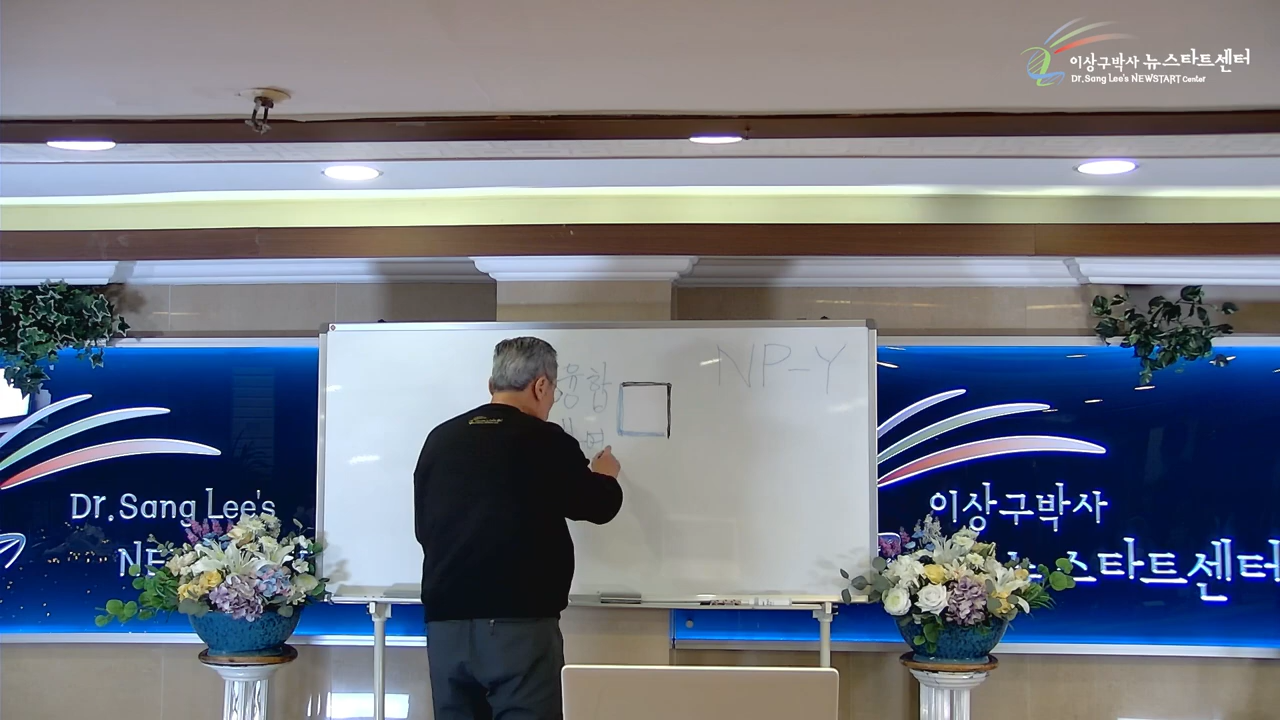 이상구박사 뉴스타트센터
Dr. Sang Lee's NEWSTART Center
NP-Y
융합
Dr. Sang Lee's
이상구박사
뉴스타트센터